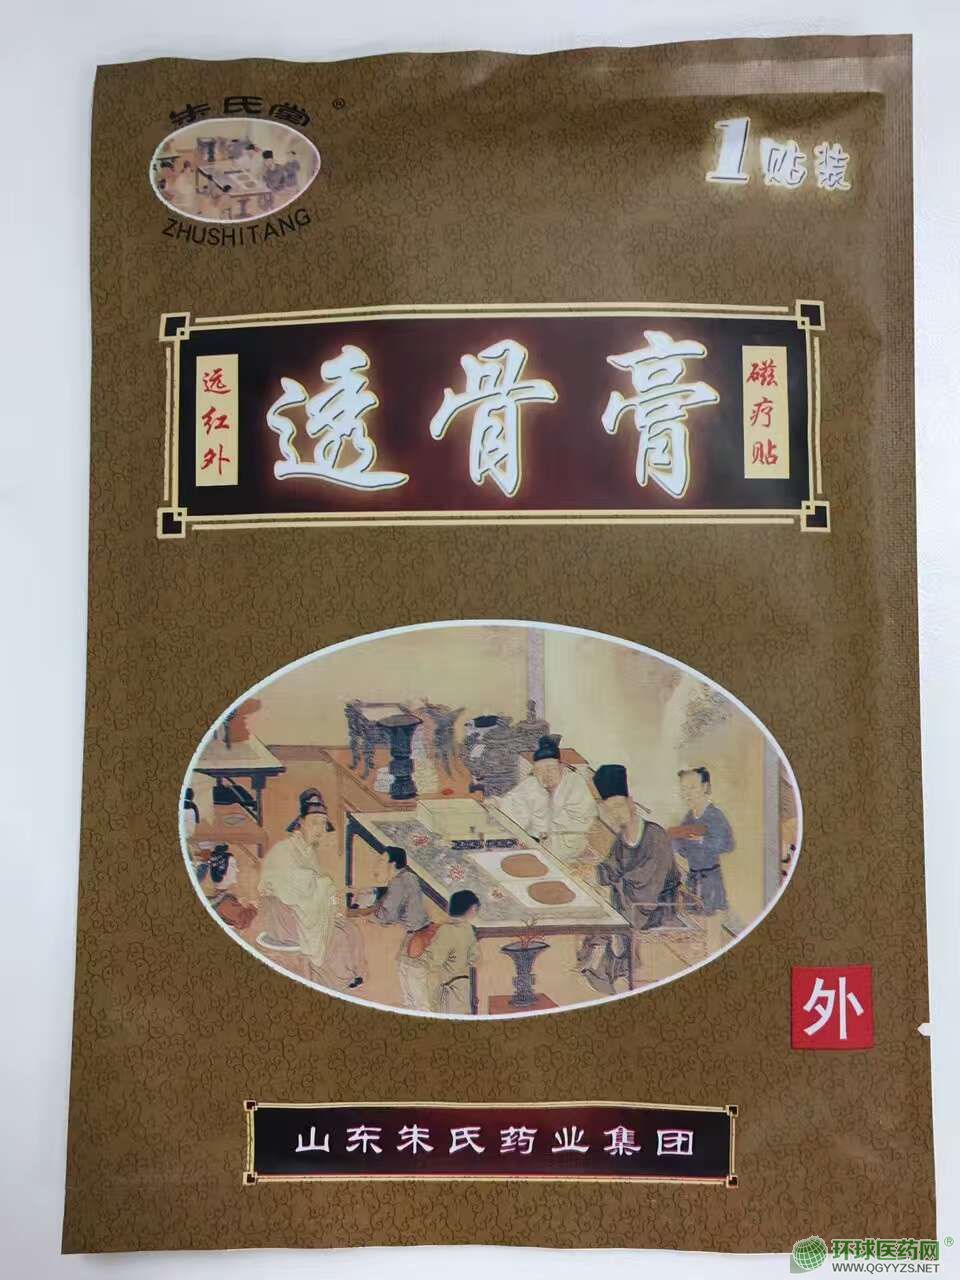 朱氏堂®
ZHUSHITANG
1贴装
远红外
透骨膏
磁疗贴
外
山东朱氏药业集团
环球医药网®
WWW.QGYYZS.NET